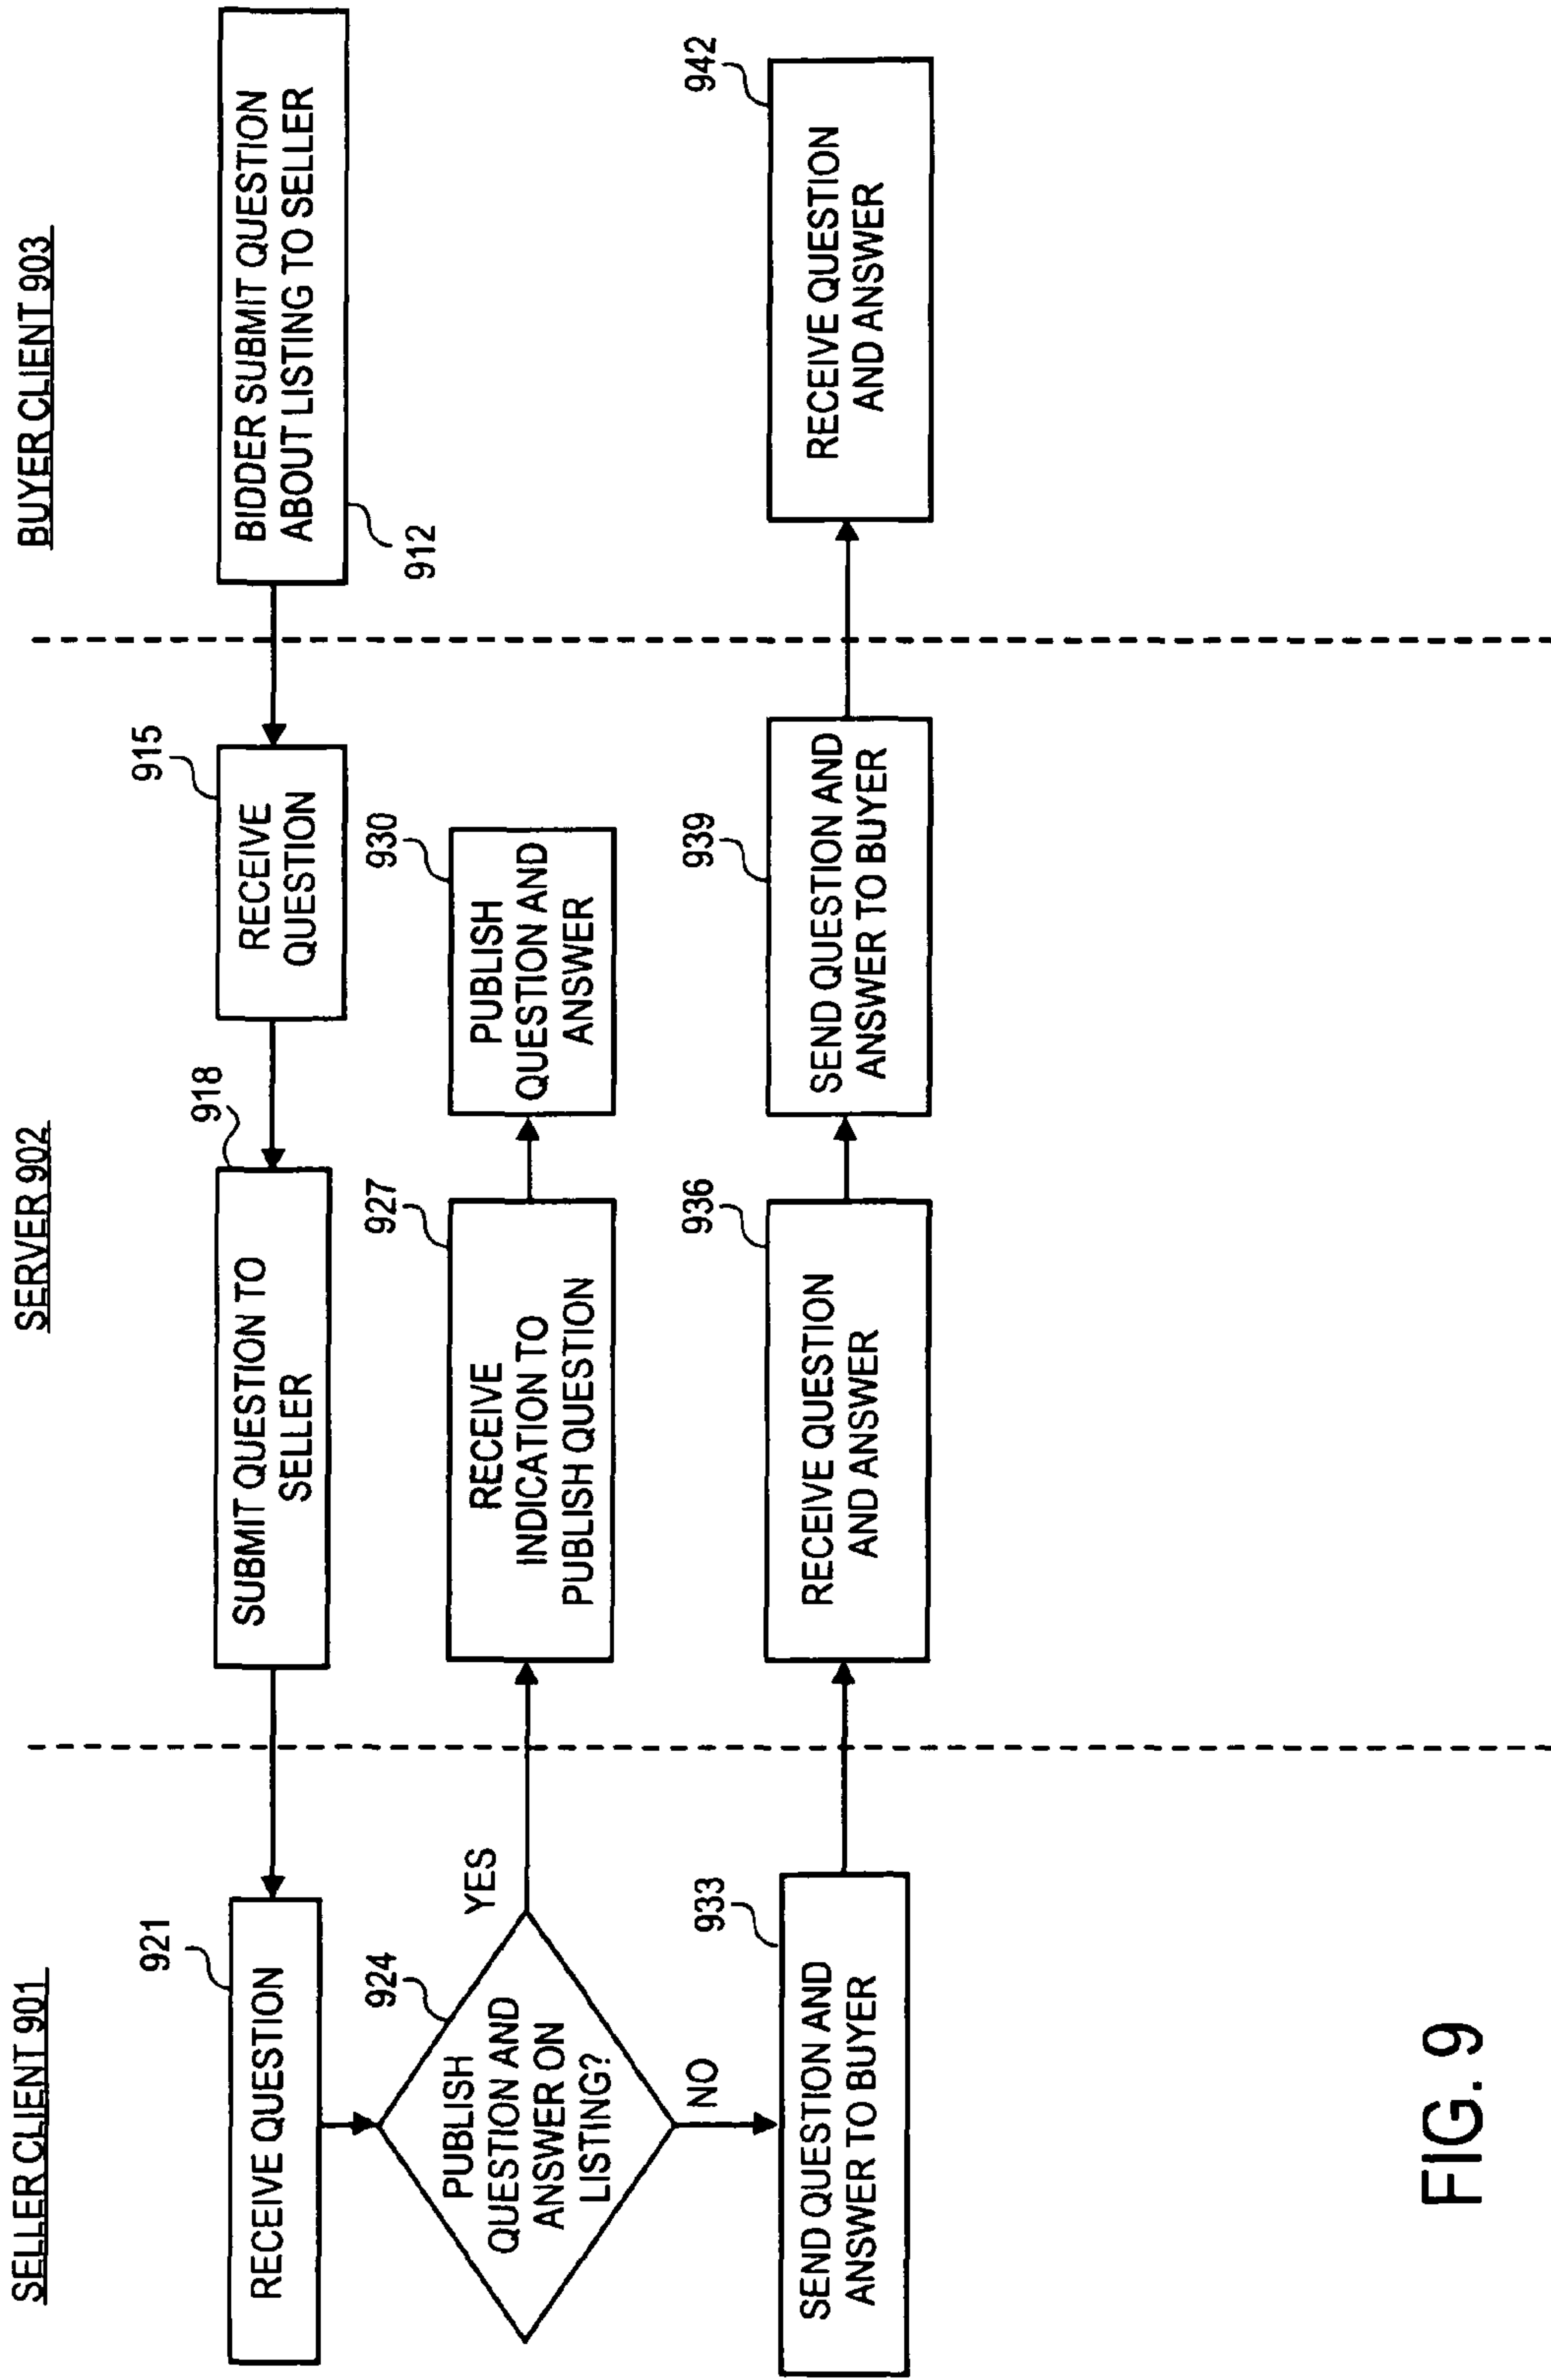 SELLER CLIENT 901
SERVER 902
BUYER CLIENT 903
BIDDER SUBMIT QUESTION
ABOUT LISTING TO SELLER
912
915
RECEIVE
QUESTION
918
SUBMIT QUESTION TO
SELLER
921
RECEIVE QUESTION
924
PUBLISH
QUESTION AND
ANSWER ON
LISTING?
YES
NO
927
RECEIVE
INDICATION TO
PUBLISH QUESTION
930
PUBLISH
QUESTION AND
ANSWER
933
SEND QUESTION AND
ANSWER TO BUYER
936
RECEIVE QUESTION
AND ANSWER
939
SEND QUESTION AND
ANSWER TO BUYER
942
RECEIVE QUESTION
AND ANSWER
FIG. 9